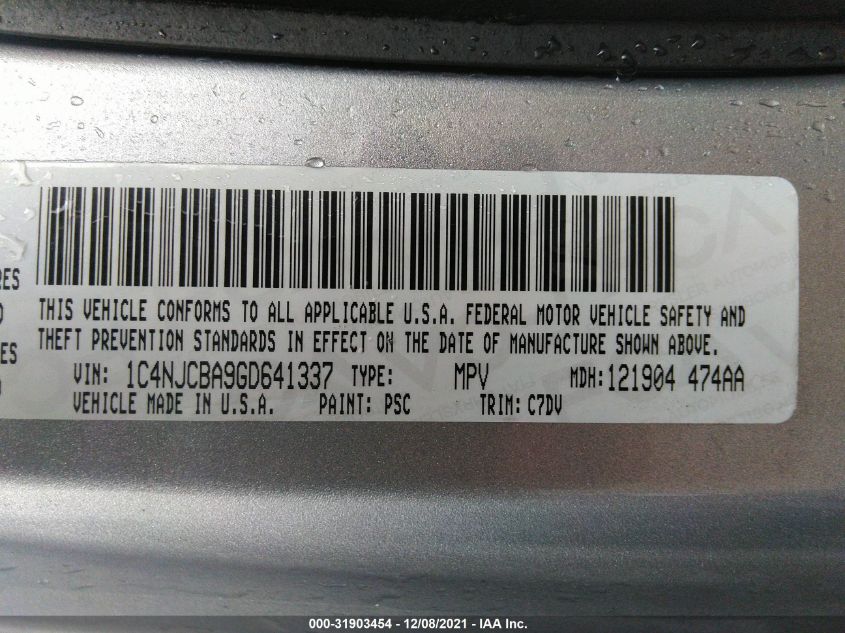 RES
THIS VEHICLE CONFORMS TO ALL APPLICABLE U.S.A. FEDERAL MOTOR VEHICLE SAFETY AND
THEFT PREVENTION STANDARDS IN EFFECT ON THE DATE OF MANUFACTURE SHOWN ABOVE.
ES
VIN: 1C4NJCBA9GD641337 TYPE: MPV MDH:121904 474AA
VEHICLE MADE IN U.S.A. PAINT: PSC TRIM: C7DV
000-31903454 - 12/08/2021 - IAA Inc.